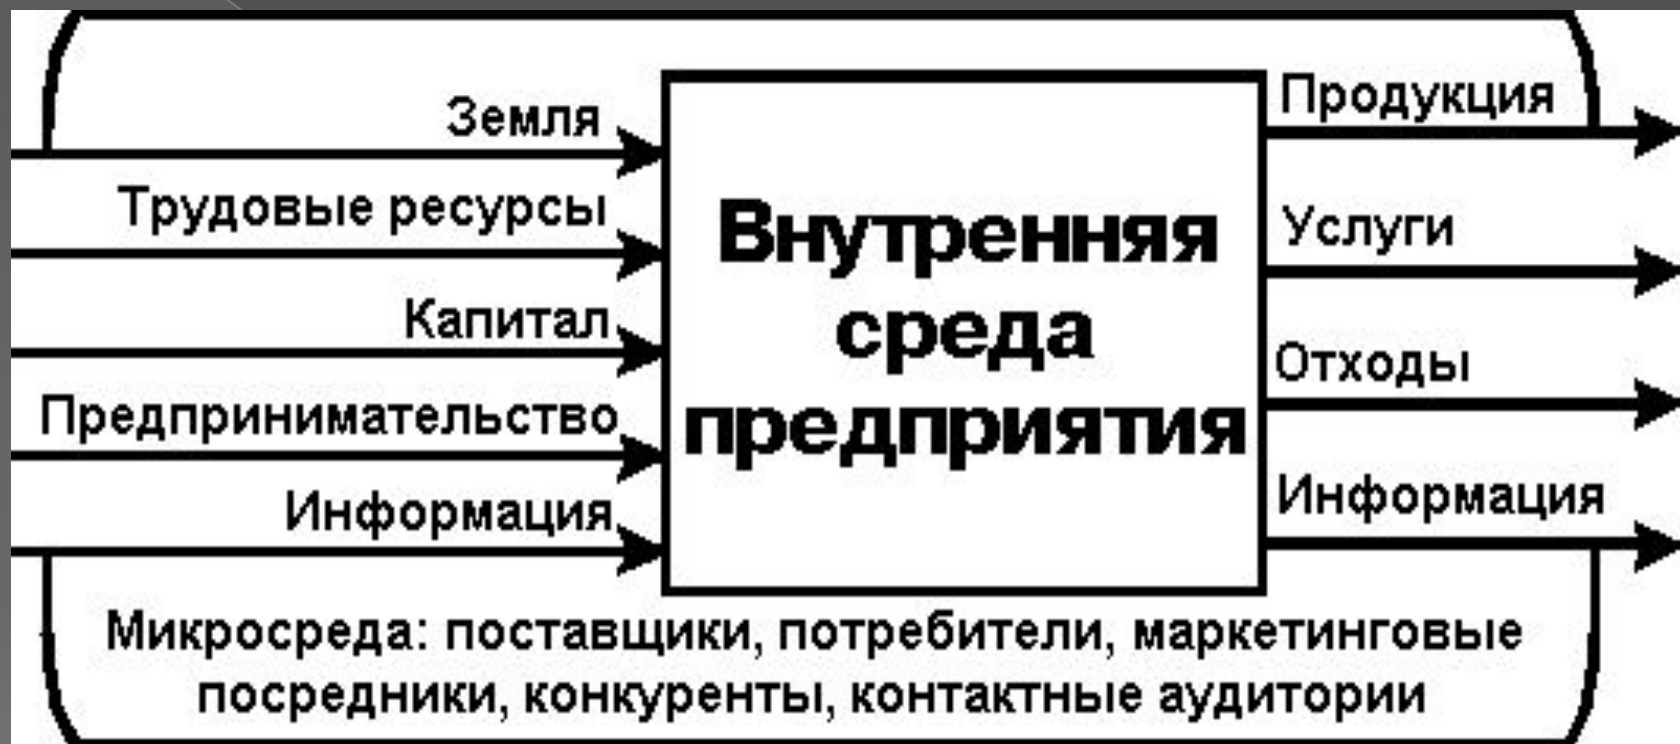 Земля
Трудовые ресурсы
Капитал
Предпринимательство
Информация
Внутренняя
среда
предприятия
Продукция
Услуги
Отходы
Информация
Микросреда: поставщики, потребители, маркетинговые
посредники, конкуренты, контактные аудитории